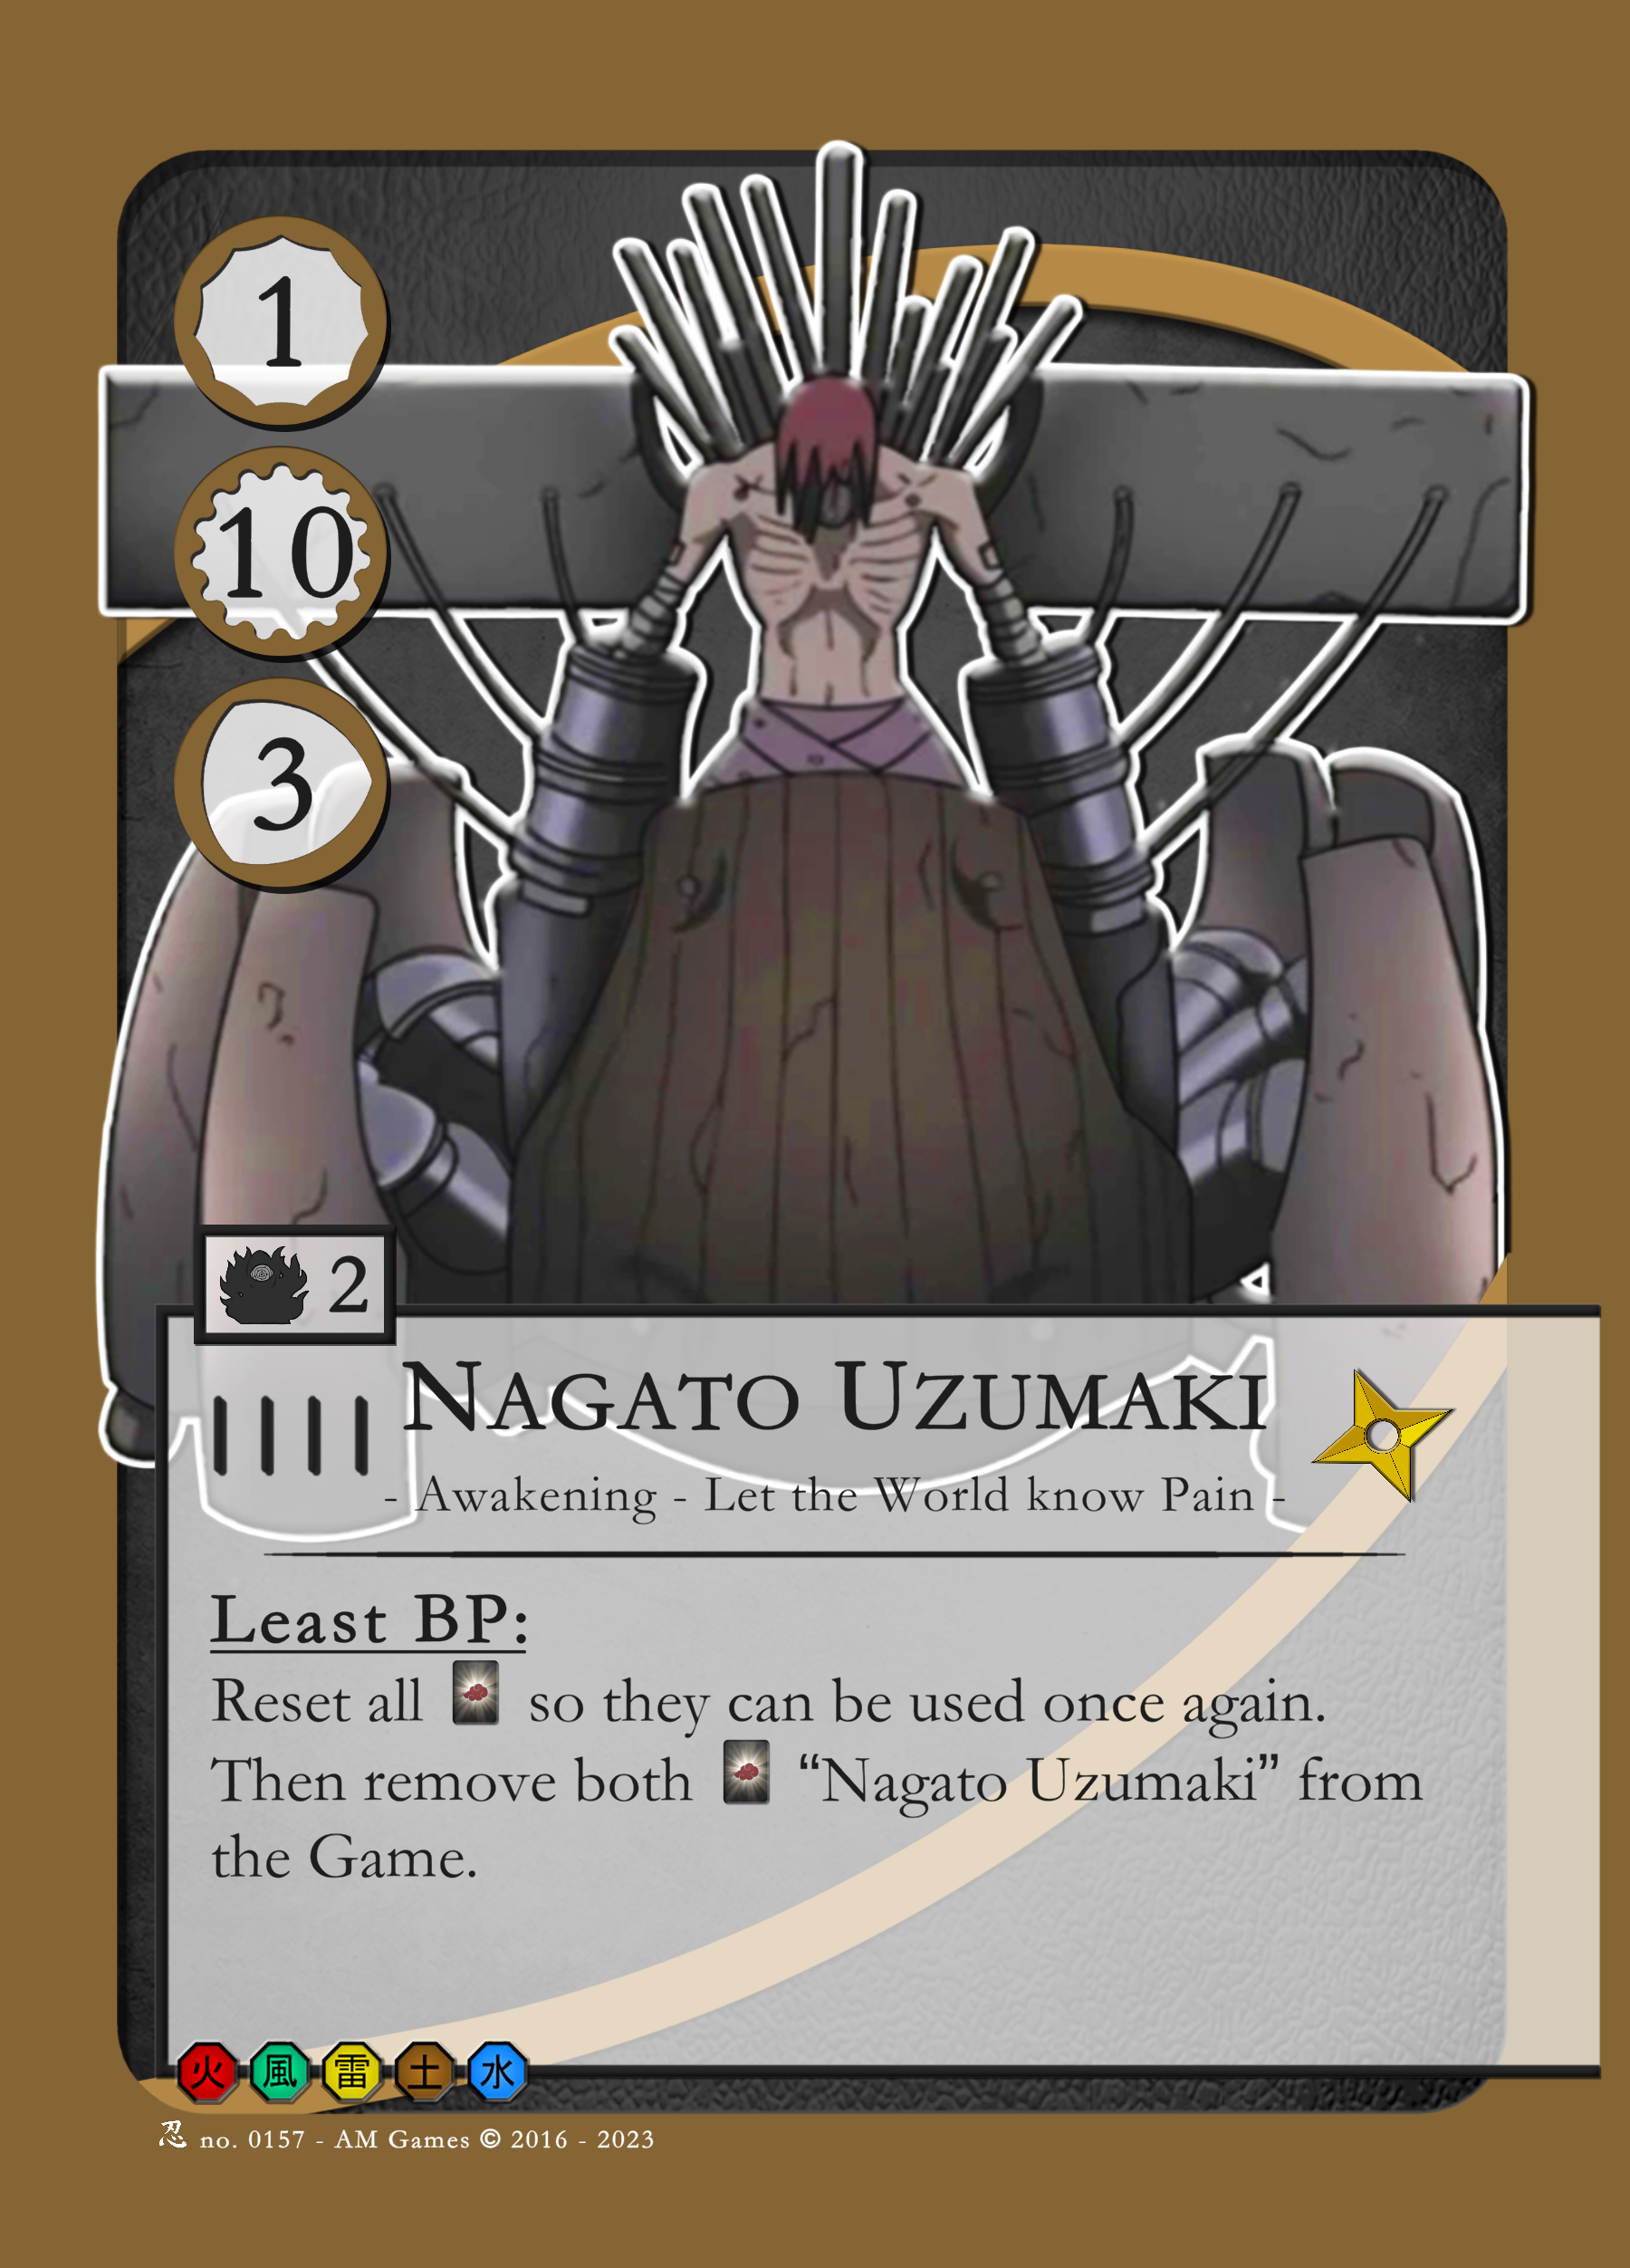 1
10
3
2
Nagato Uzumaki
- Awakening - Let the World know Pain -
Least BP:
Reset all so they can be used once again.
Then remove both “Nagato Uzumaki” from
the Game.
火 風 雷 土 水
忍 no. 0157 - AM Games © 2016 - 2023